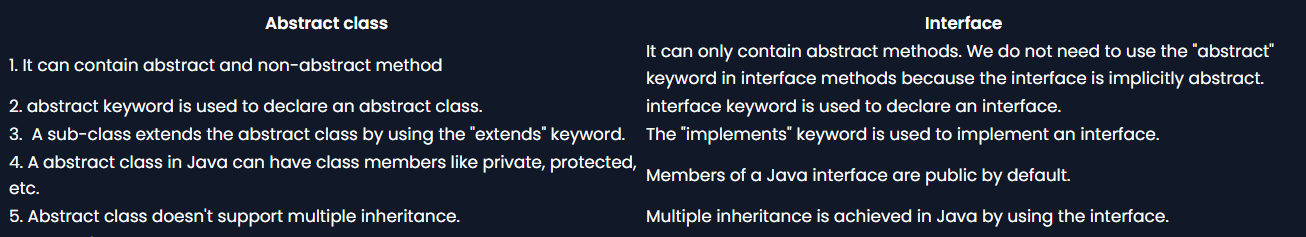 Abstract class
Interface
1. It can contain abstract and non-abstract method
It can only contain abstract methods. We do not need to use the "abstract"
keyword in interface methods because the interface is implicitly abstract.
2. abstract keyword is used to declare an abstract class.
interface keyword is used to declare an interface.
3. A sub-class extends the abstract class by using the "extends" keyword.
The "implements" keyword is used to implement an interface.
4. A abstract class in Java can have class members like private, protected,
etc.
Members of a Java interface are public by default.
5. Abstract class doesn't support multiple inheritance.
Multiple inheritance is achieved in Java by using the interface.